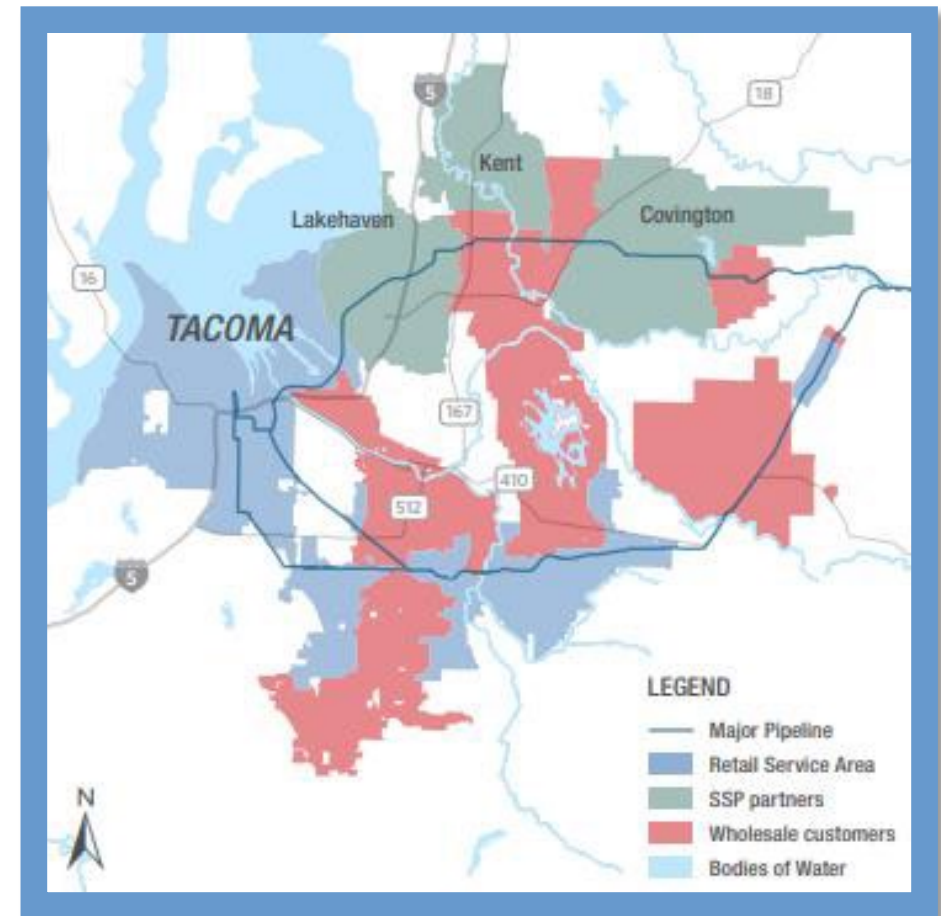 5
18
Kent
Lakehaven
Covington
16
TACOMA
167
410
512
5
LEGEND
Major Pipeline
Retail Service Area
SSP partners
Wholesale customers
Bodies of Water
N